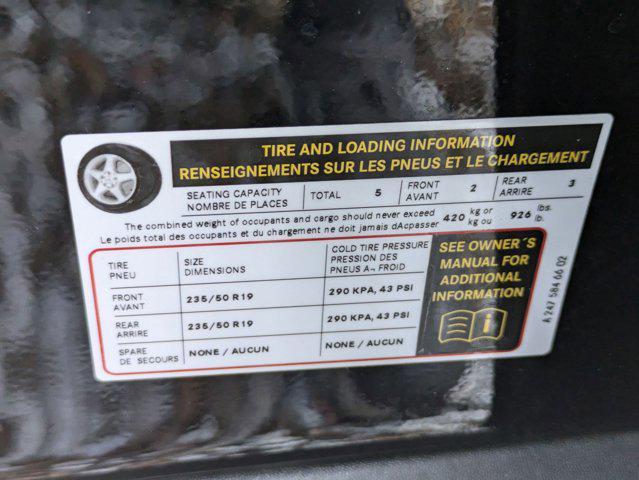 TIRE AND LOADING INFORMATION
RENSEIGNEMENTS SUR LES PNEUS ET LE CHARGEMENT
SEATING CAPACITY
NOMBRE DE PLACES
TOTAL 5
FRONT
AVANT 2
REAR
ARRIRE 3
The combined weight of occupants and cargo should never exceed 420 kg or 926 lbs.
Le poids total des occupants et du chargement ne doit jamais dAcpasser kg ou lb.
TIRE
PNEU
SIZE
DIMENSIONS
COLD TIRE PRESSURE
PRESSION DES
PNEUS A¬ FROID
FRONT
AVANT
235/50 R19
290 KPA, 43 PSI
REAR
ARRIRE
235/50 R19
290 KPA, 43 PSI
SPARE
DE SECOURS
NONE / AUCUN
NONE / AUCUN
SEE OWNER´S
MANUAL FOR
ADDITIONAL
INFORMATION
A 247 584 66 02